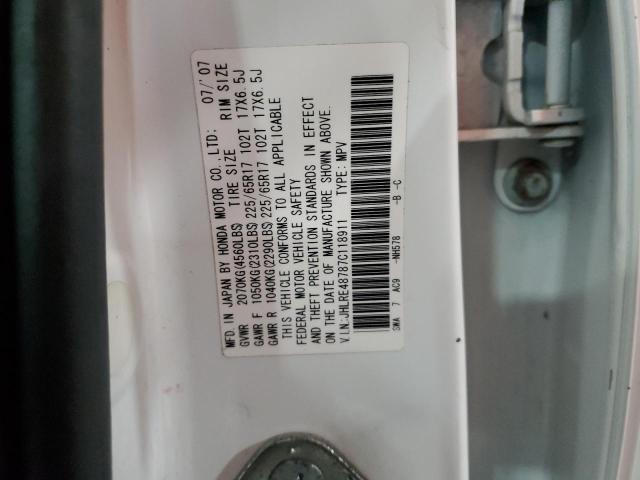 MFD. IN JAPAN BY HONDA MOTOR CO., LTD: 07/'07
GVWR 2070KG(4560LBS) TIRE SIZE RIM SIZE
GAWR F 1050KG(2310LBS) 225/65R17 102T 17X6.5J
GAWR R 1040KG(2290LBS) 225/65R17 102T 17X6.5J
THIS VEHICLE CONFORMS TO ALL APPLICABLE
FEDERAL MOTOR VEHICLE SAFETY
AND THEFT PREVENTION STANDARDS IN EFFECT
ON THE DATE OF MANUFACTURE SHOWN ABOVE.
V.I.N.:JHLRE48787C118911 TYPE: MPV
SWA 7 AC9 -NH578 -B -C